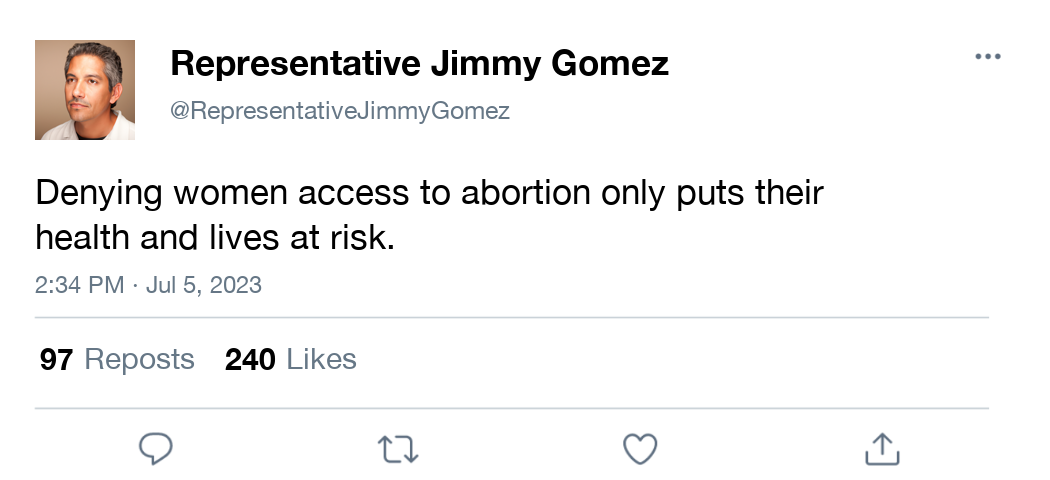 Representative Jimmy Gomez
@RepresentativeJimmyGomez
Denying women access to abortion only puts their
health and lives at risk.
2:34 PM · Jul 5, 2023
97 Reposts 240 Likes